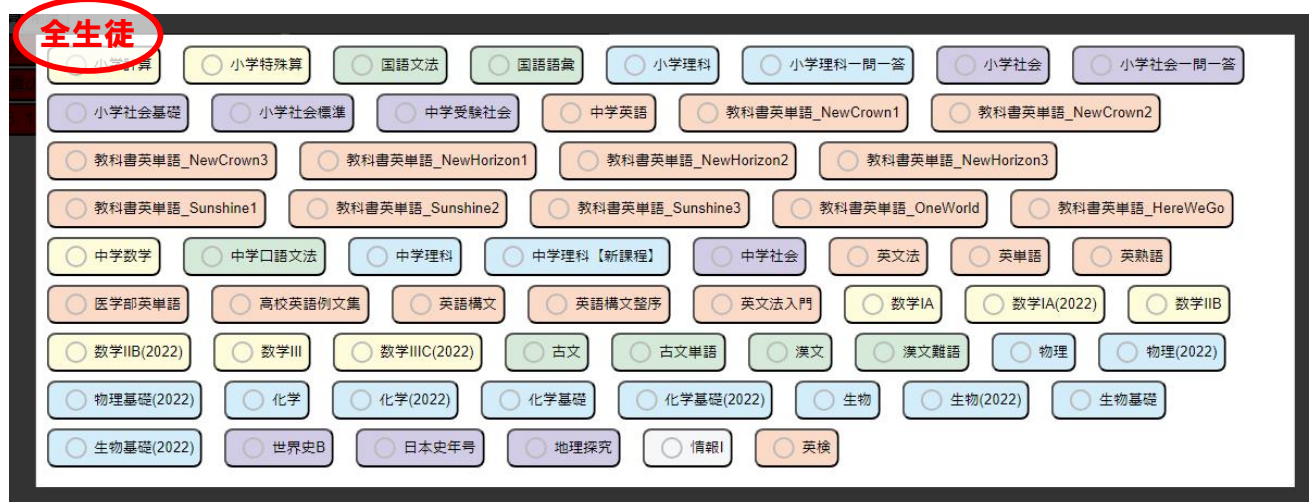 全生徒
小学計算 小学特殊算 国語文法 国語語彙 小学理科 小学理科一問一答 小学社会 小学社会一問一答
小学社会基礎 小学社会標準 中学受験社会 中学英語 教科書英単語_NewCrown1 教科書英単語_NewCrown2
教科書英単語_NewCrown3 教科書英単語_NewHorizon1 教科書英単語_NewHorizon2 教科書英単語_NewHorizon3
教科書英単語_Sunshine1 教科書英単語_Sunshine2 教科書英単語_Sunshine3 教科書英単語_OneWorld 教科書英単語_HereWeGo
中学数学 中学口語文法 中学理科 中学理科【新課程】 中学社会 英文法 英単語 英熟語
医学部英単語 高校英語例文集 英語構文 英語構文整序 英文法入門 数学IA 数学IA(2022) 数学IIB
数学IIB(2022) 数学III 数学IIIC(2022) 古文 古文単語 漢文 漢文難語 物理 物理(2022)
物理基礎(2022) 化学 化学(2022) 化学基礎 化学基礎(2022) 生物 生物(2022) 生物基礎
生物基礎(2022) 世界史B 日本史年号 地理探究 情報I 英検